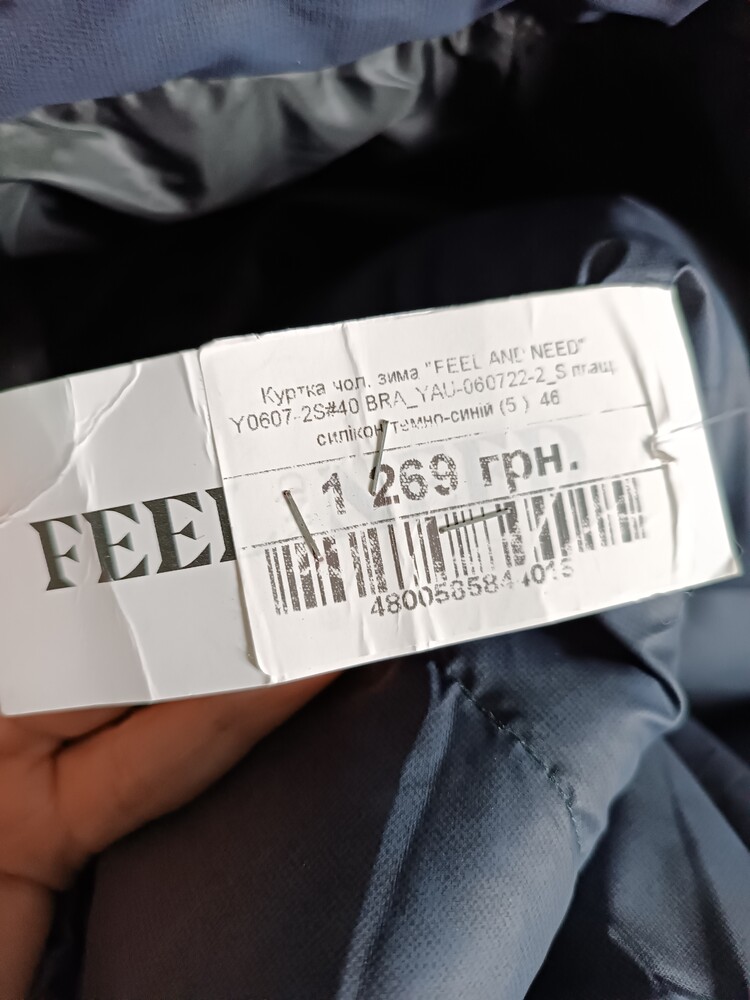 Куртка чол. зима "FEEL AND NEED"
Y0607-2S#40 BRA_YAU-060722-2_S плащ.
силікон темно-синій (5 ) 46
1 269 грн.
FEEL